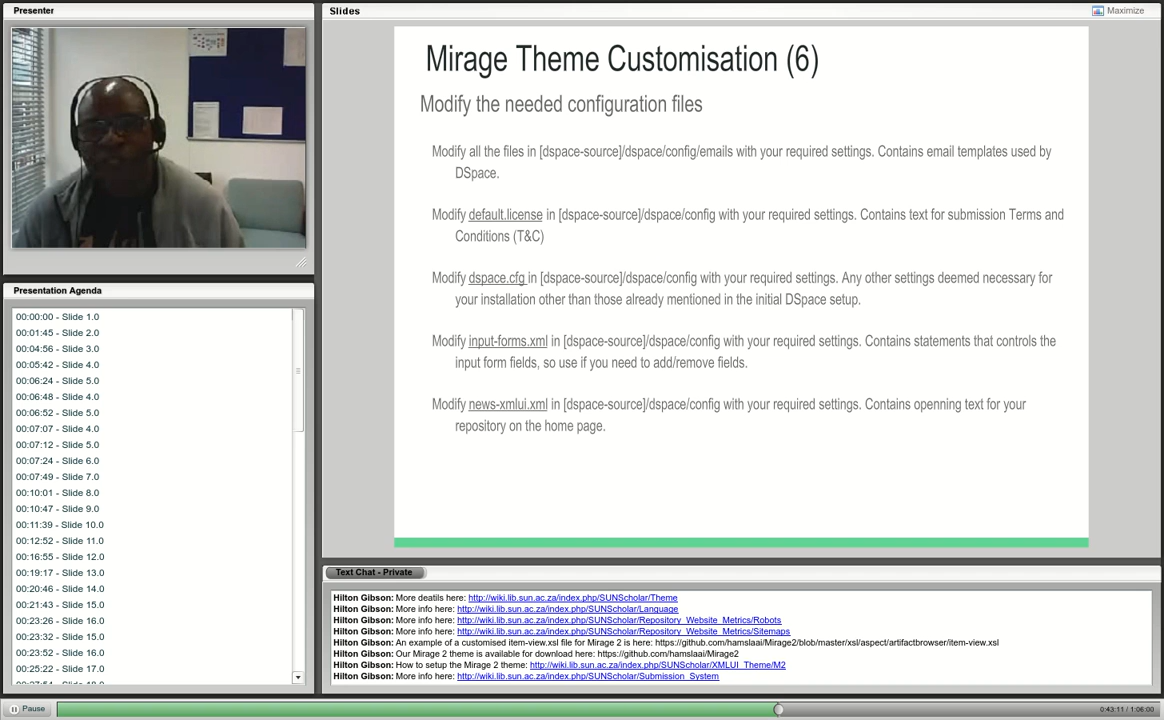 Presenter
Slides
Maximize
Mirage Theme Customisation (6)
Modify the needed configuration files
Modify all the files in [dspace-source]/dspace/config/emails with your required settings. Contains email templates used by
DSpace.
Modify default.license in [dspace-source]/dspace/config with your required settings. Contains text for submission Terms and
Conditions (T&C)
Modify dspace.cfg in [dspace-source]/dspace/config with your required settings. Any other settings deemed necessary for
your installation other than those already mentioned in the initial DSpace setup.
Modify input-forms.xml in [dspace-source]/dspace/config with your required settings. Contains statements that controls the
input form fields, so use if you need to add/remove fields.
Modify news-xmlui.xml in [dspace-source]/dspace/config with your required settings. Contains openning text for your
repository on the home page.
Presentation Agenda
00:00:00 - Slide 1.0
00:01:45 - Slide 2.0
00:04:56 - Slide 3.0
00:05:42 - Slide 4.0
00:06:24 - Slide 5.0
00:06:48 - Slide 4.0
00:06:52 - Slide 5.0
00:07:07 - Slide 4.0
00:07:12 - Slide 5.0
00:07:24 - Slide 6.0
00:07:49 - Slide 7.0
00:10:01 - Slide 8.0
00:10:47 - Slide 9.0
00:11:39 - Slide 10.0
00:12:52 - Slide 11.0
00:16:55 - Slide 12.0
00:19:17 - Slide 13.0
00:20:46 - Slide 14.0
00:21:43 - Slide 15.0
00:23:26 - Slide 16.0
00:23:32 - Slide 15.0
00:23:52 - Slide 16.0
00:25:22 - Slide 17.0
Text Chat - Private
Hilton Gibson: More deatils here: http://wiki.lib.sun.ac.za/index.php/SUNScholar/Theme
Hilton Gibson: More info here: http://wiki.lib.sun.ac.za/index.php/SUNScholar/Language
Hilton Gibson: More info here: http://wiki.lib.sun.ac.za/index.php/SUNScholar/Repository_Website_Metrics/Robots
Hilton Gibson: More info here: http://wiki.lib.sun.ac.za/index.php/SUNScholar/Repository_Website_Metrics/Sitemaps
Hilton Gibson: An example of a customised item-view.xsl file for Mirage 2 is here: https://github.com/hamslaai/Mirage2/blob/master/xsl/aspect/artifactbrowser/item-view.xsl
Hilton Gibson: Our Mirage 2 theme is available for download here: https://github.com/hamslaai/Mirage2
Hilton Gibson: How to setup the Mirage 2 theme: http://wiki.lib.sun.ac.za/index.php/SUNScholar/XMLUI_Theme/M2
Hilton Gibson: More info here: http://wiki.lib.sun.ac.za/index.php/SUNScholar/Submission_System
Pause
0:43:11 / 1:06:00